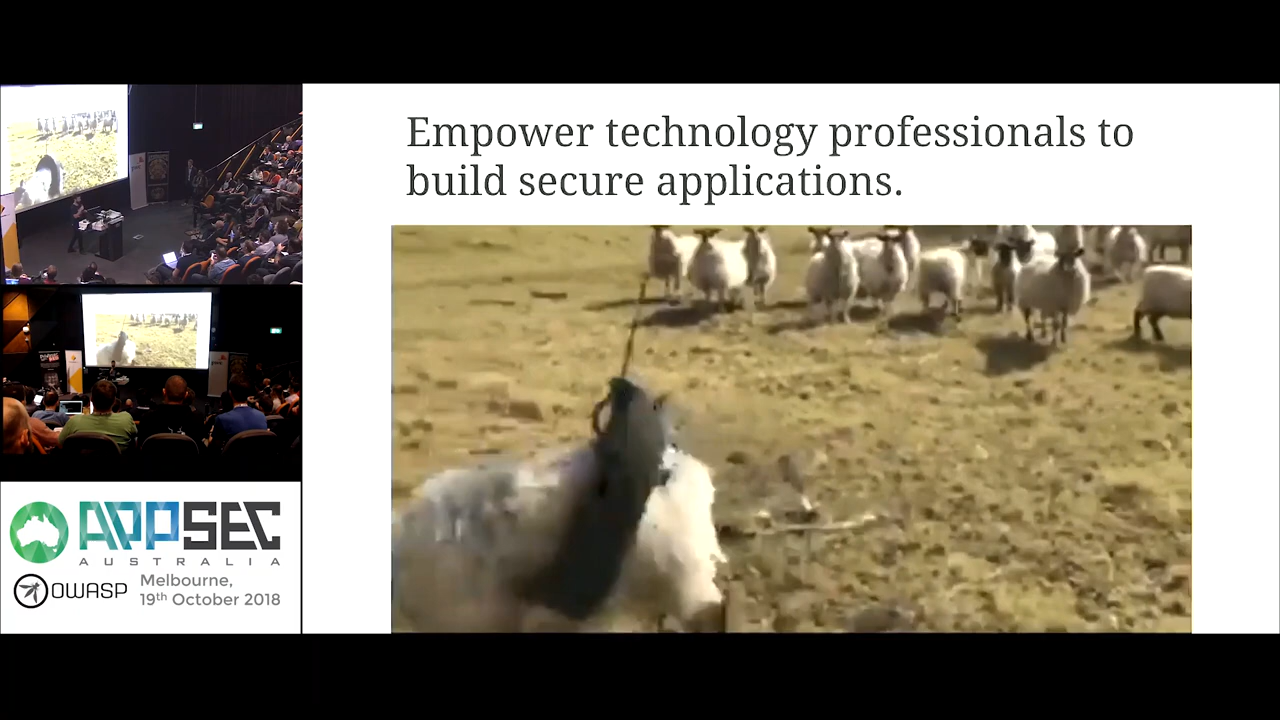 Empower technology professionals to
build secure applications.
APPSEC
AUSTRALIA
OWASP
Melbourne,
19th October 2018